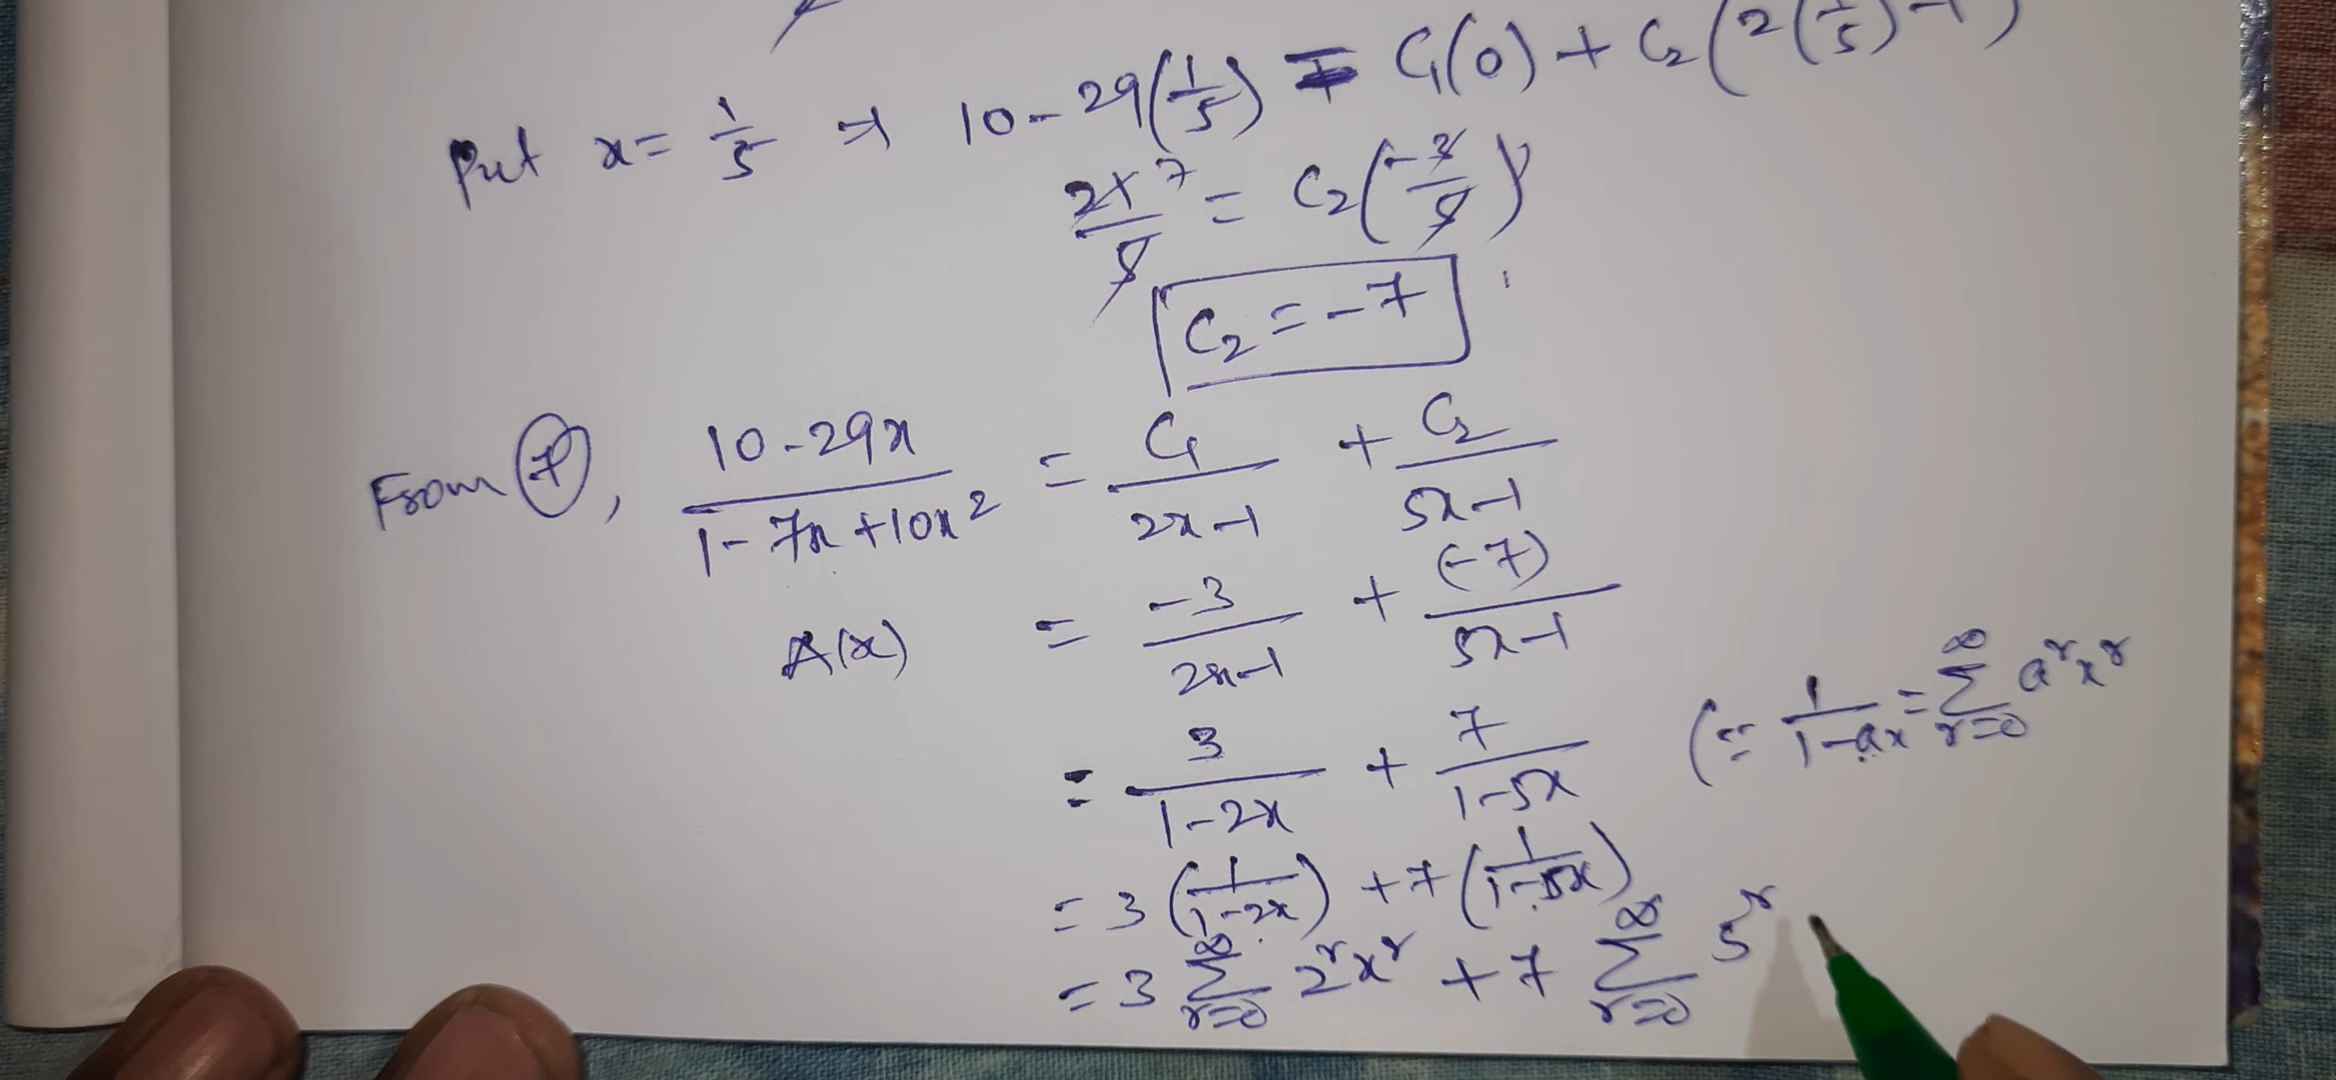 Put x = 1/5 → 10 - 29(1/5) = C₁(0) + C₂(2(1/5) - 1)
21 7/5 = C₂(-3/5)
C₂ = -7
From ⑦, (10 - 29x)/(1 - 7x + 10x²) = C₁/(2x-1) + C₂/(5x-1)
A(x) = -3/(2x-1) + (-7)/(5x-1)
= 3/(1-2x) + 7/(1-5x) (∵ 1/(1-ax) = ∑_{r=0}^{∞} a^r x^r
= 3(1/(1-2x)) + 7(1/(1-5x))
= 3 ∑_{r=0}^{∞} 2^r x^r + 7 ∑_{r=0}^{∞} 5^r